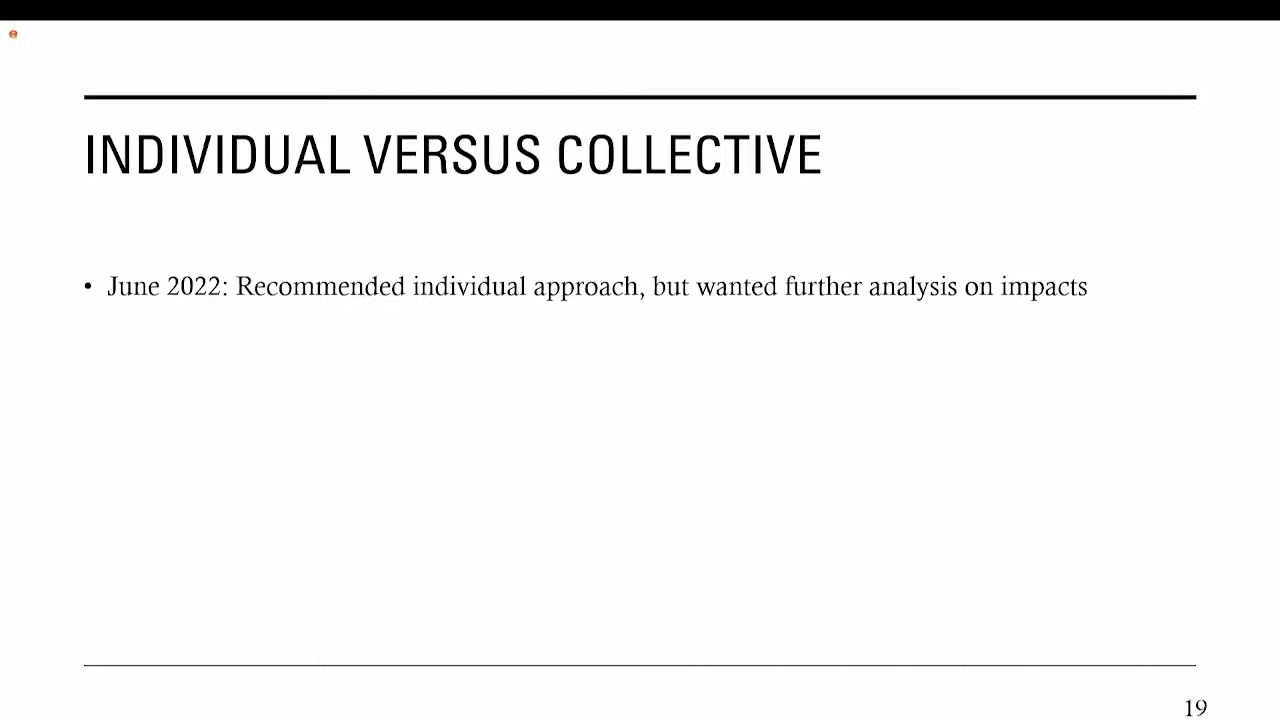 INDIVIDUAL VERSUS COLLECTIVE
• June 2022: Recommended individual approach, but wanted further analysis on impacts
19